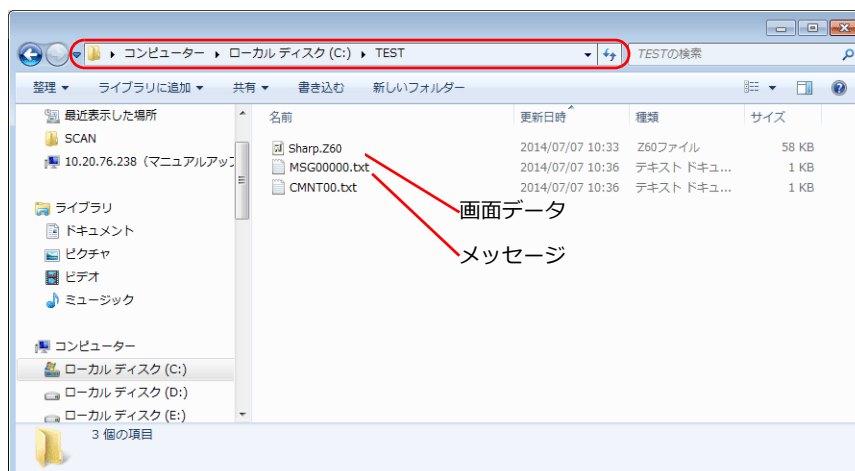 コンピューター ローカル ディスク (C:) TEST TESTの検索
整理 ライブラリに追加 共有 書き込む 新しいフォルダー
最近表示した場所
SCAN
10.20.76.238（マニュアルアップ
ライブラリ
ドキュメント
ピクチャ
ビデオ
ミュージック
コンピューター
ローカル ディスク (C:)
ローカル ディスク (D:)
ローカル ディスク (E:)
名前 更新日時 種類 サイズ
Sharp.Z60 2014/07/07 10:33 Z60ファイル 58 KB
MSG00000.txt 2014/07/07 10:36 テキスト ドキュ... 1 KB
CMNT00.txt 2014/07/07 10:36 テキスト ドキュ... 1 KB
画面データ
メッセージ
3 個の項目